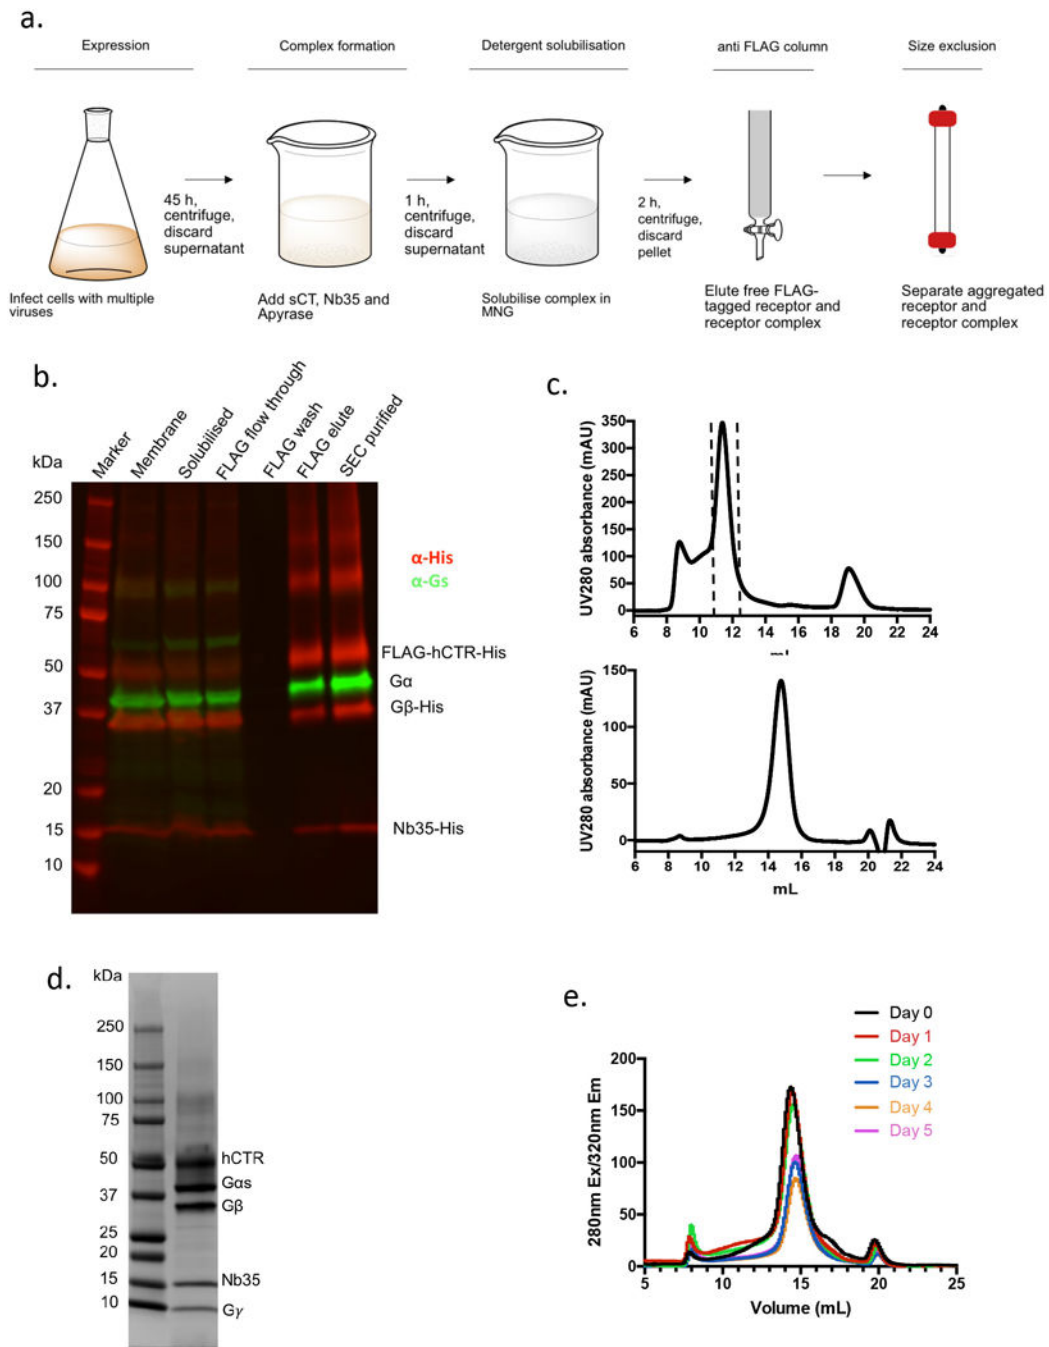 a.
Expression
Complex formation
Detergent solubilisation
anti FLAG column
Size exclusion
45 h,
centrifuge,
discard
supernatant
1 h,
centrifuge,
discard
supernatant
2 h,
centrifuge,
discard
pellet
Infect cells with multiple
viruses
Add sCT, Nb35 and
Apyrase
Solubilise complex in
MNG
Elute free FLAG-
tagged receptor and
receptor complex
Separate aggregated
receptor and
receptor complex
b.
kDa
Marker
Membrane
Solubilised
FLAG flow through
FLAG wash
FLAG elute
SEC purified
250
150
100
75
50
37
20
15
10
α-His
α-Gs
FLAG-hCTR-His
Gα
Gβ-His
Nb35-His
c.
UV280 absorbance (mAU)
350
300
250
200
150
100
50
0
6 8 10 12 14 16 18 20 22 24
UV280 absorbance (mAU)
150
100
50
0
6 8 10 12 14 16 18 20 22 24
mL
d.
kDa
250
150
100
75
50
37
25
20
15
10
hCTR
Gαs
Gβ
Nb35
Gγ
e.
Day 0
Day 1
Day 2
Day 3
Day 4
Day 5
280nm Ex/320nm Em
200
150
100
50
0
5 10 15 20 25
Volume (mL)